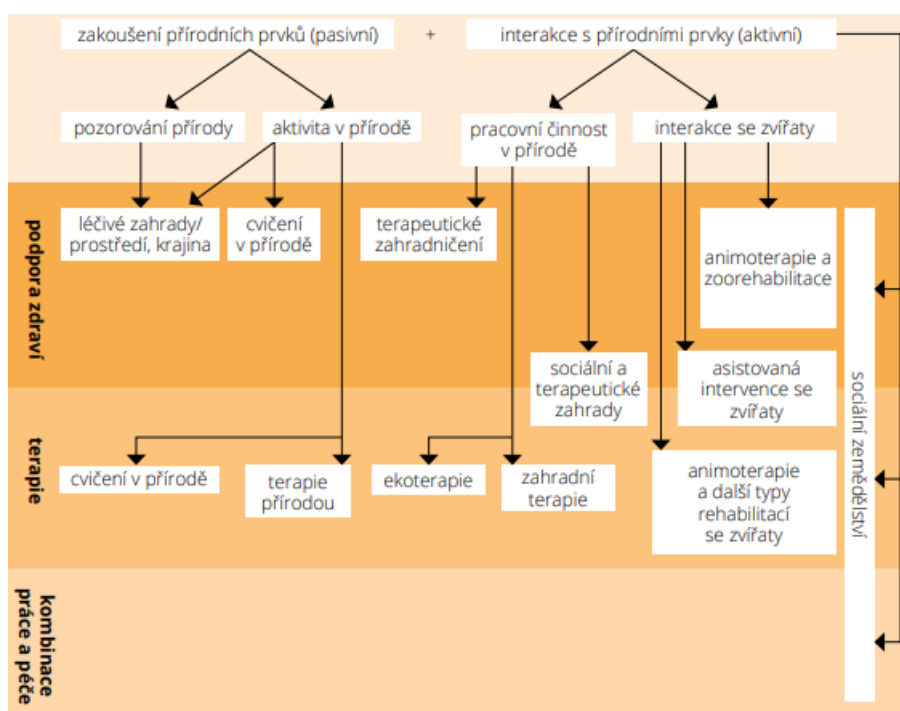 zakoušení přírodních prvků (pasivní)
+
interakce s přírodními prvky (aktivní)
pozorování přírody
aktivita v přírodě
pracovní činnost
v přírodě
interakce se zvířaty
podpora zdraví
léčivé zahrady/
prostředí, krajina
cvičení
v přírodě
terapeutické
zahradničení
animoterapie a
zoorehabilitace
sociální a
terapeutické
zahrady
asistovaná
intervence se
zvířaty
sociální zemědělství
terapie
cvičení v přírodě
terapie
přírodou
ekoterapie
zahradní
terapie
animoterapie
a další typy
rehabilitací
se zvířaty
kombinace
práce a péče